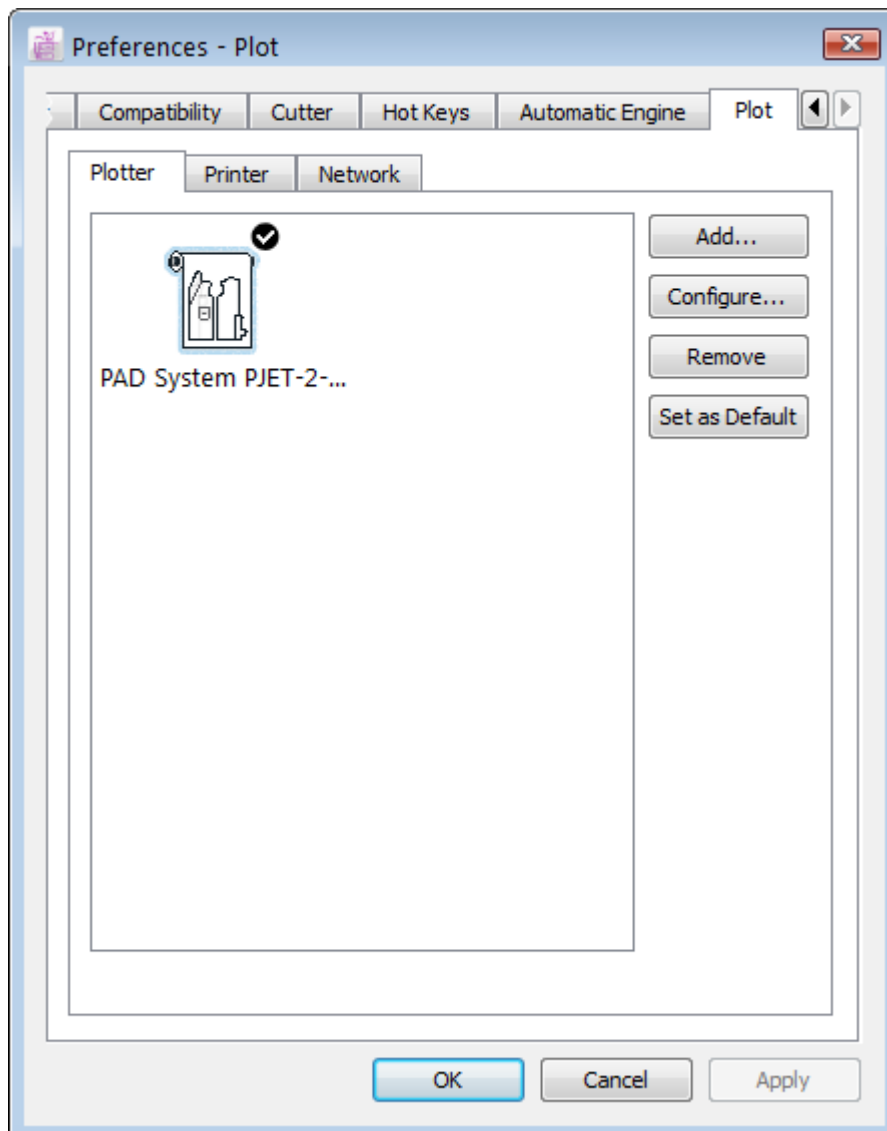 Preferences - Plot
Compatibility Cutter Hot Keys Automatic Engine Plot
Plotter Printer Network
Add...
Configure...
Remove
Set as Default
PAD System PJET-2-...
OK Cancel Apply